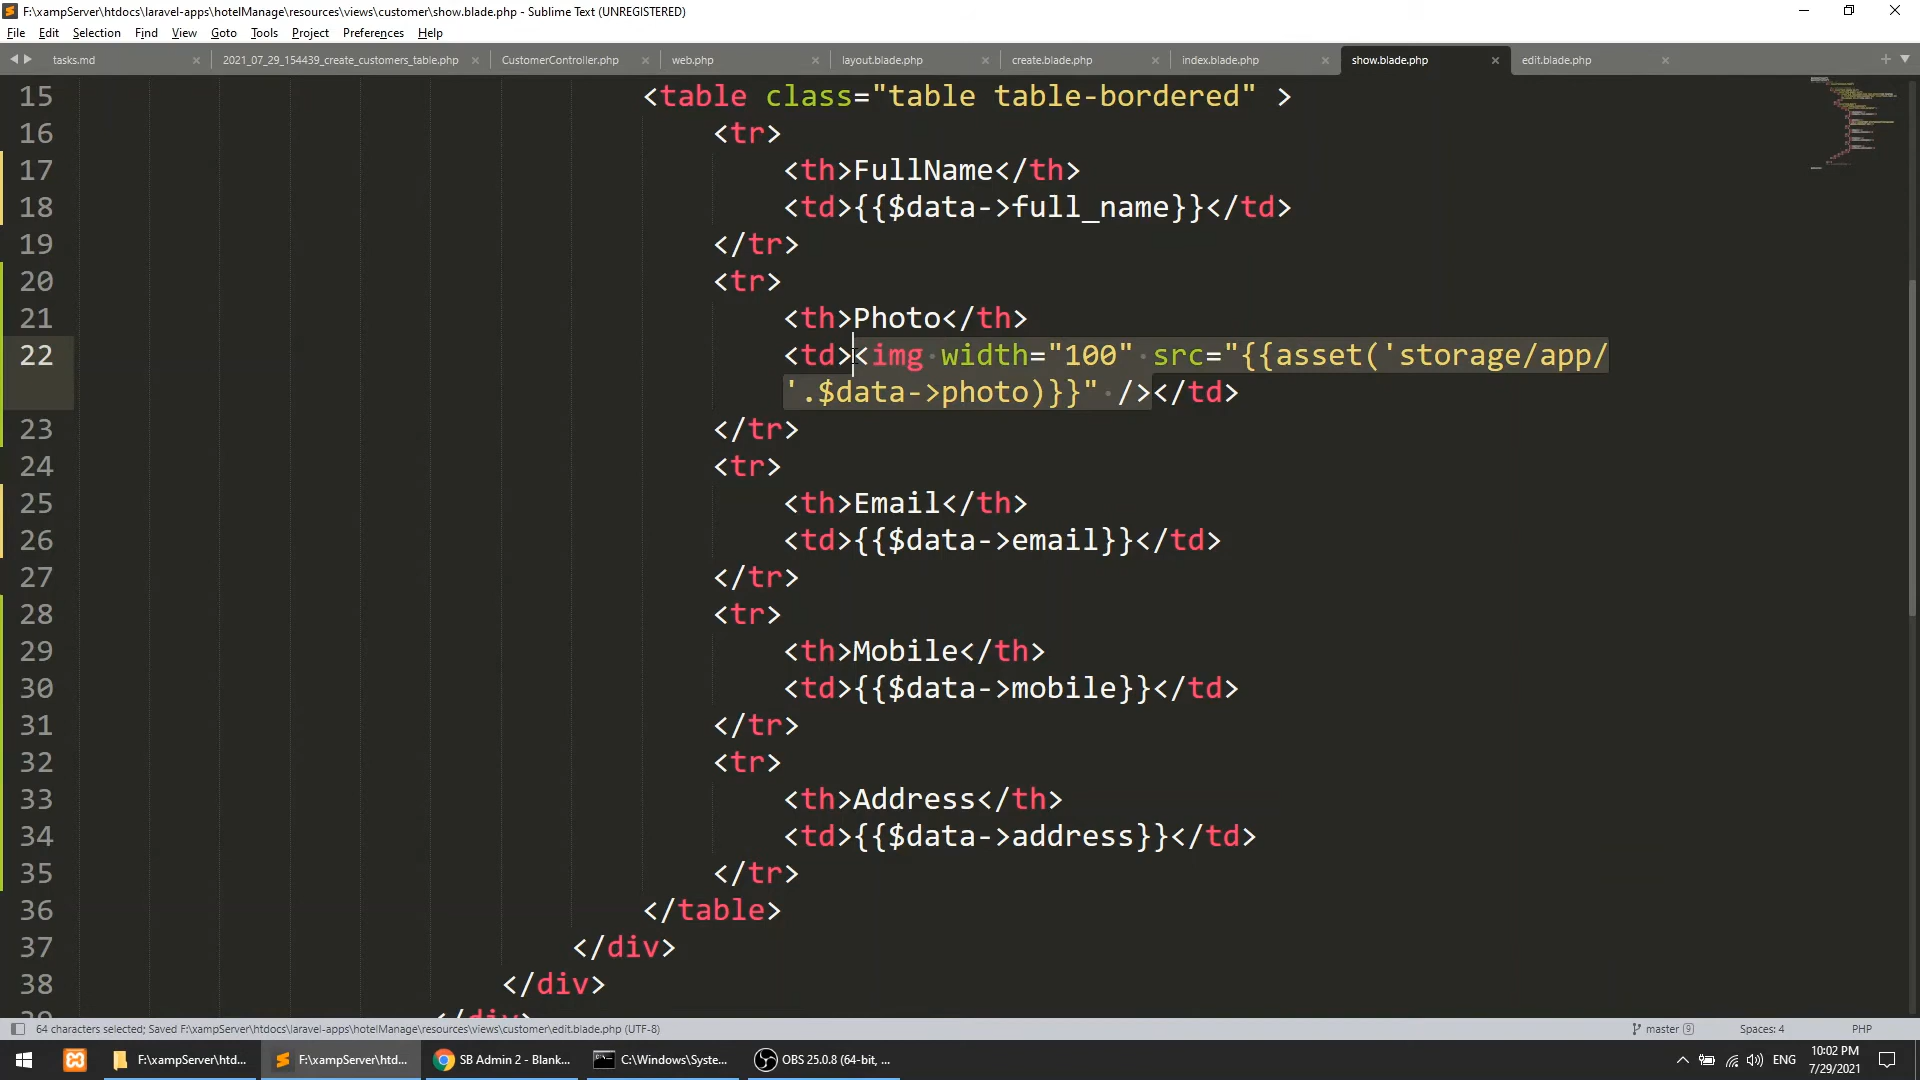 F:\xampServer\htdocs\laravel-apps\hotelManage\resources\views\customer\show.blade.php - Sublime Text (UNREGISTERED)
File Edit Selection Find View Goto Tools Project Preferences Help
tasks.md 2021_07_29_154439_create_customers_table.php CustomerController.php web.php layout.blade.php create.blade.php index.blade.php show.blade.php edit.blade.php
15 <table class="table table-bordered" >
16 <tr>
17 <th>FullName</th>
18 <td>{{$data->full_name}}</td>
19 </tr>
20 <tr>
21 <th>Photo</th>
22 <td><img width="100" src="{{asset('storage/app/
'.$data->photo)}}" /></td>
23 </tr>
24 <tr>
25 <th>Email</th>
26 <td>{{$data->email}}</td>
27 </tr>
28 <tr>
29 <th>Mobile</th>
30 <td>{{$data->mobile}}</td>
31 </tr>
32 <tr>
33 <th>Address</th>
34 <td>{{$data->address}}</td>
35 </tr>
36 </table>
37 </div>
38 </div>
39 </div>
64 characters selected; Saved F:\xampServer\htdocs\laravel-apps\hotelManage\resources\views\customer\edit.blade.php (UTF-8) master 9 Spaces: 4 PHP
F:\xampServer\htd... F:\xampServer\htd... SB Admin 2 - Blank... C:\Windows\Syste... OBS 25.0.8 (64-bit, ... ENG 10:02 PM
7/29/2021